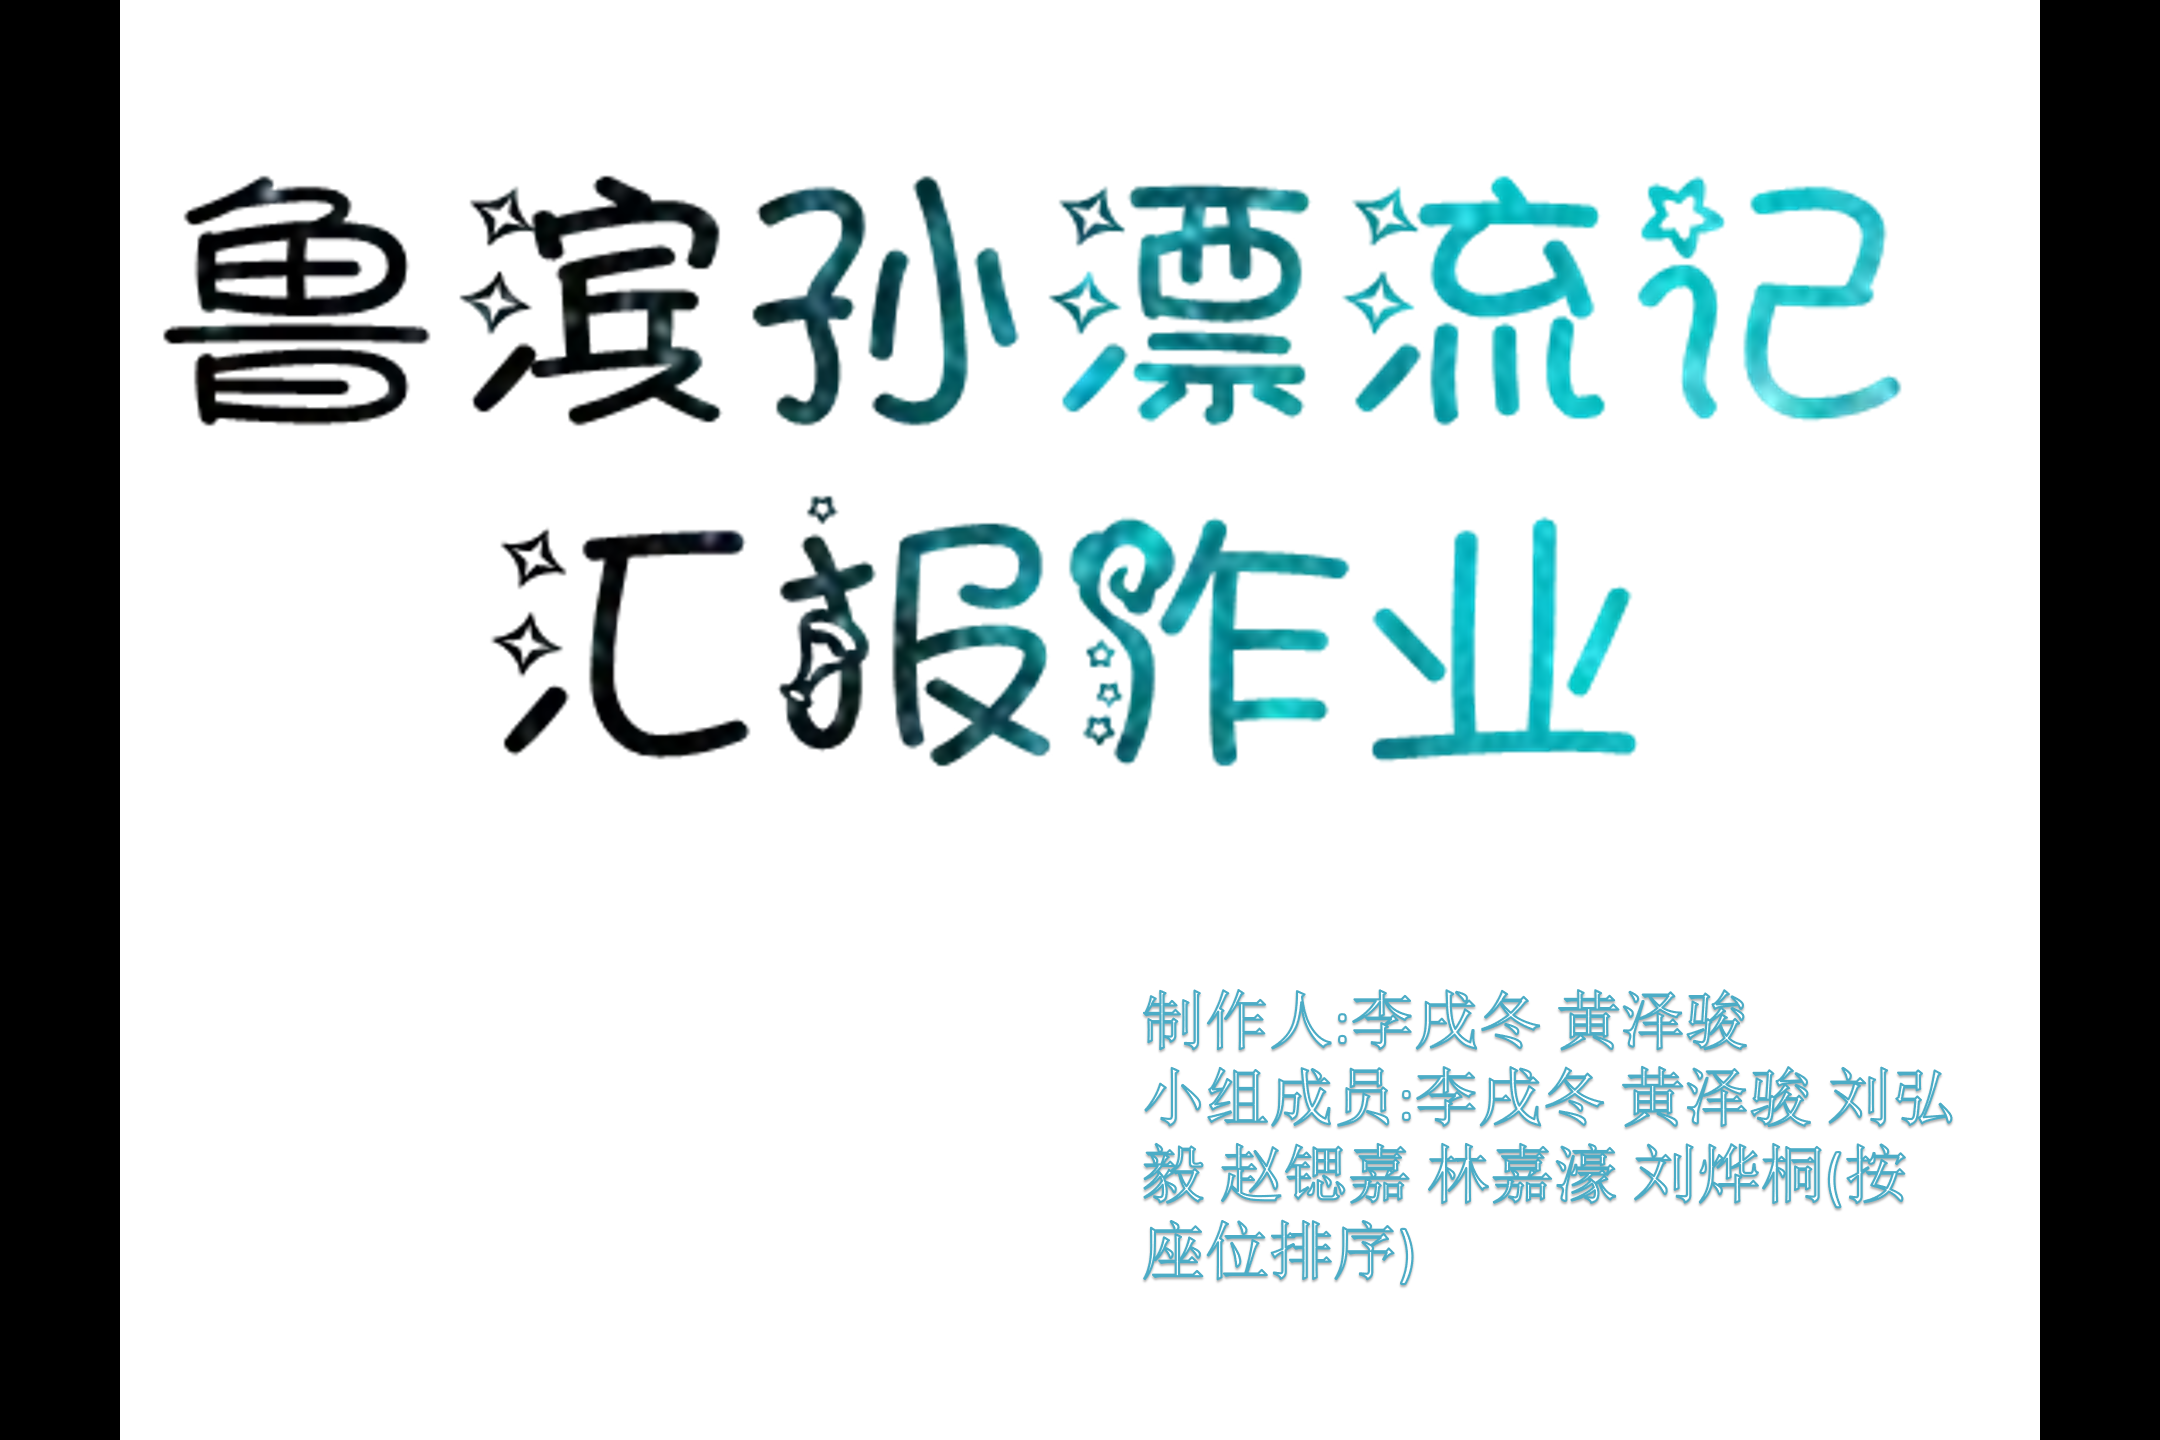 鲁滨孙漂流记
汇报作业
制作人:李戌冬 黄泽骏
小组成员:李戌冬 黄泽骏 刘弘
毅 赵锶嘉 林嘉濠 刘烨桐(按
座位排序)